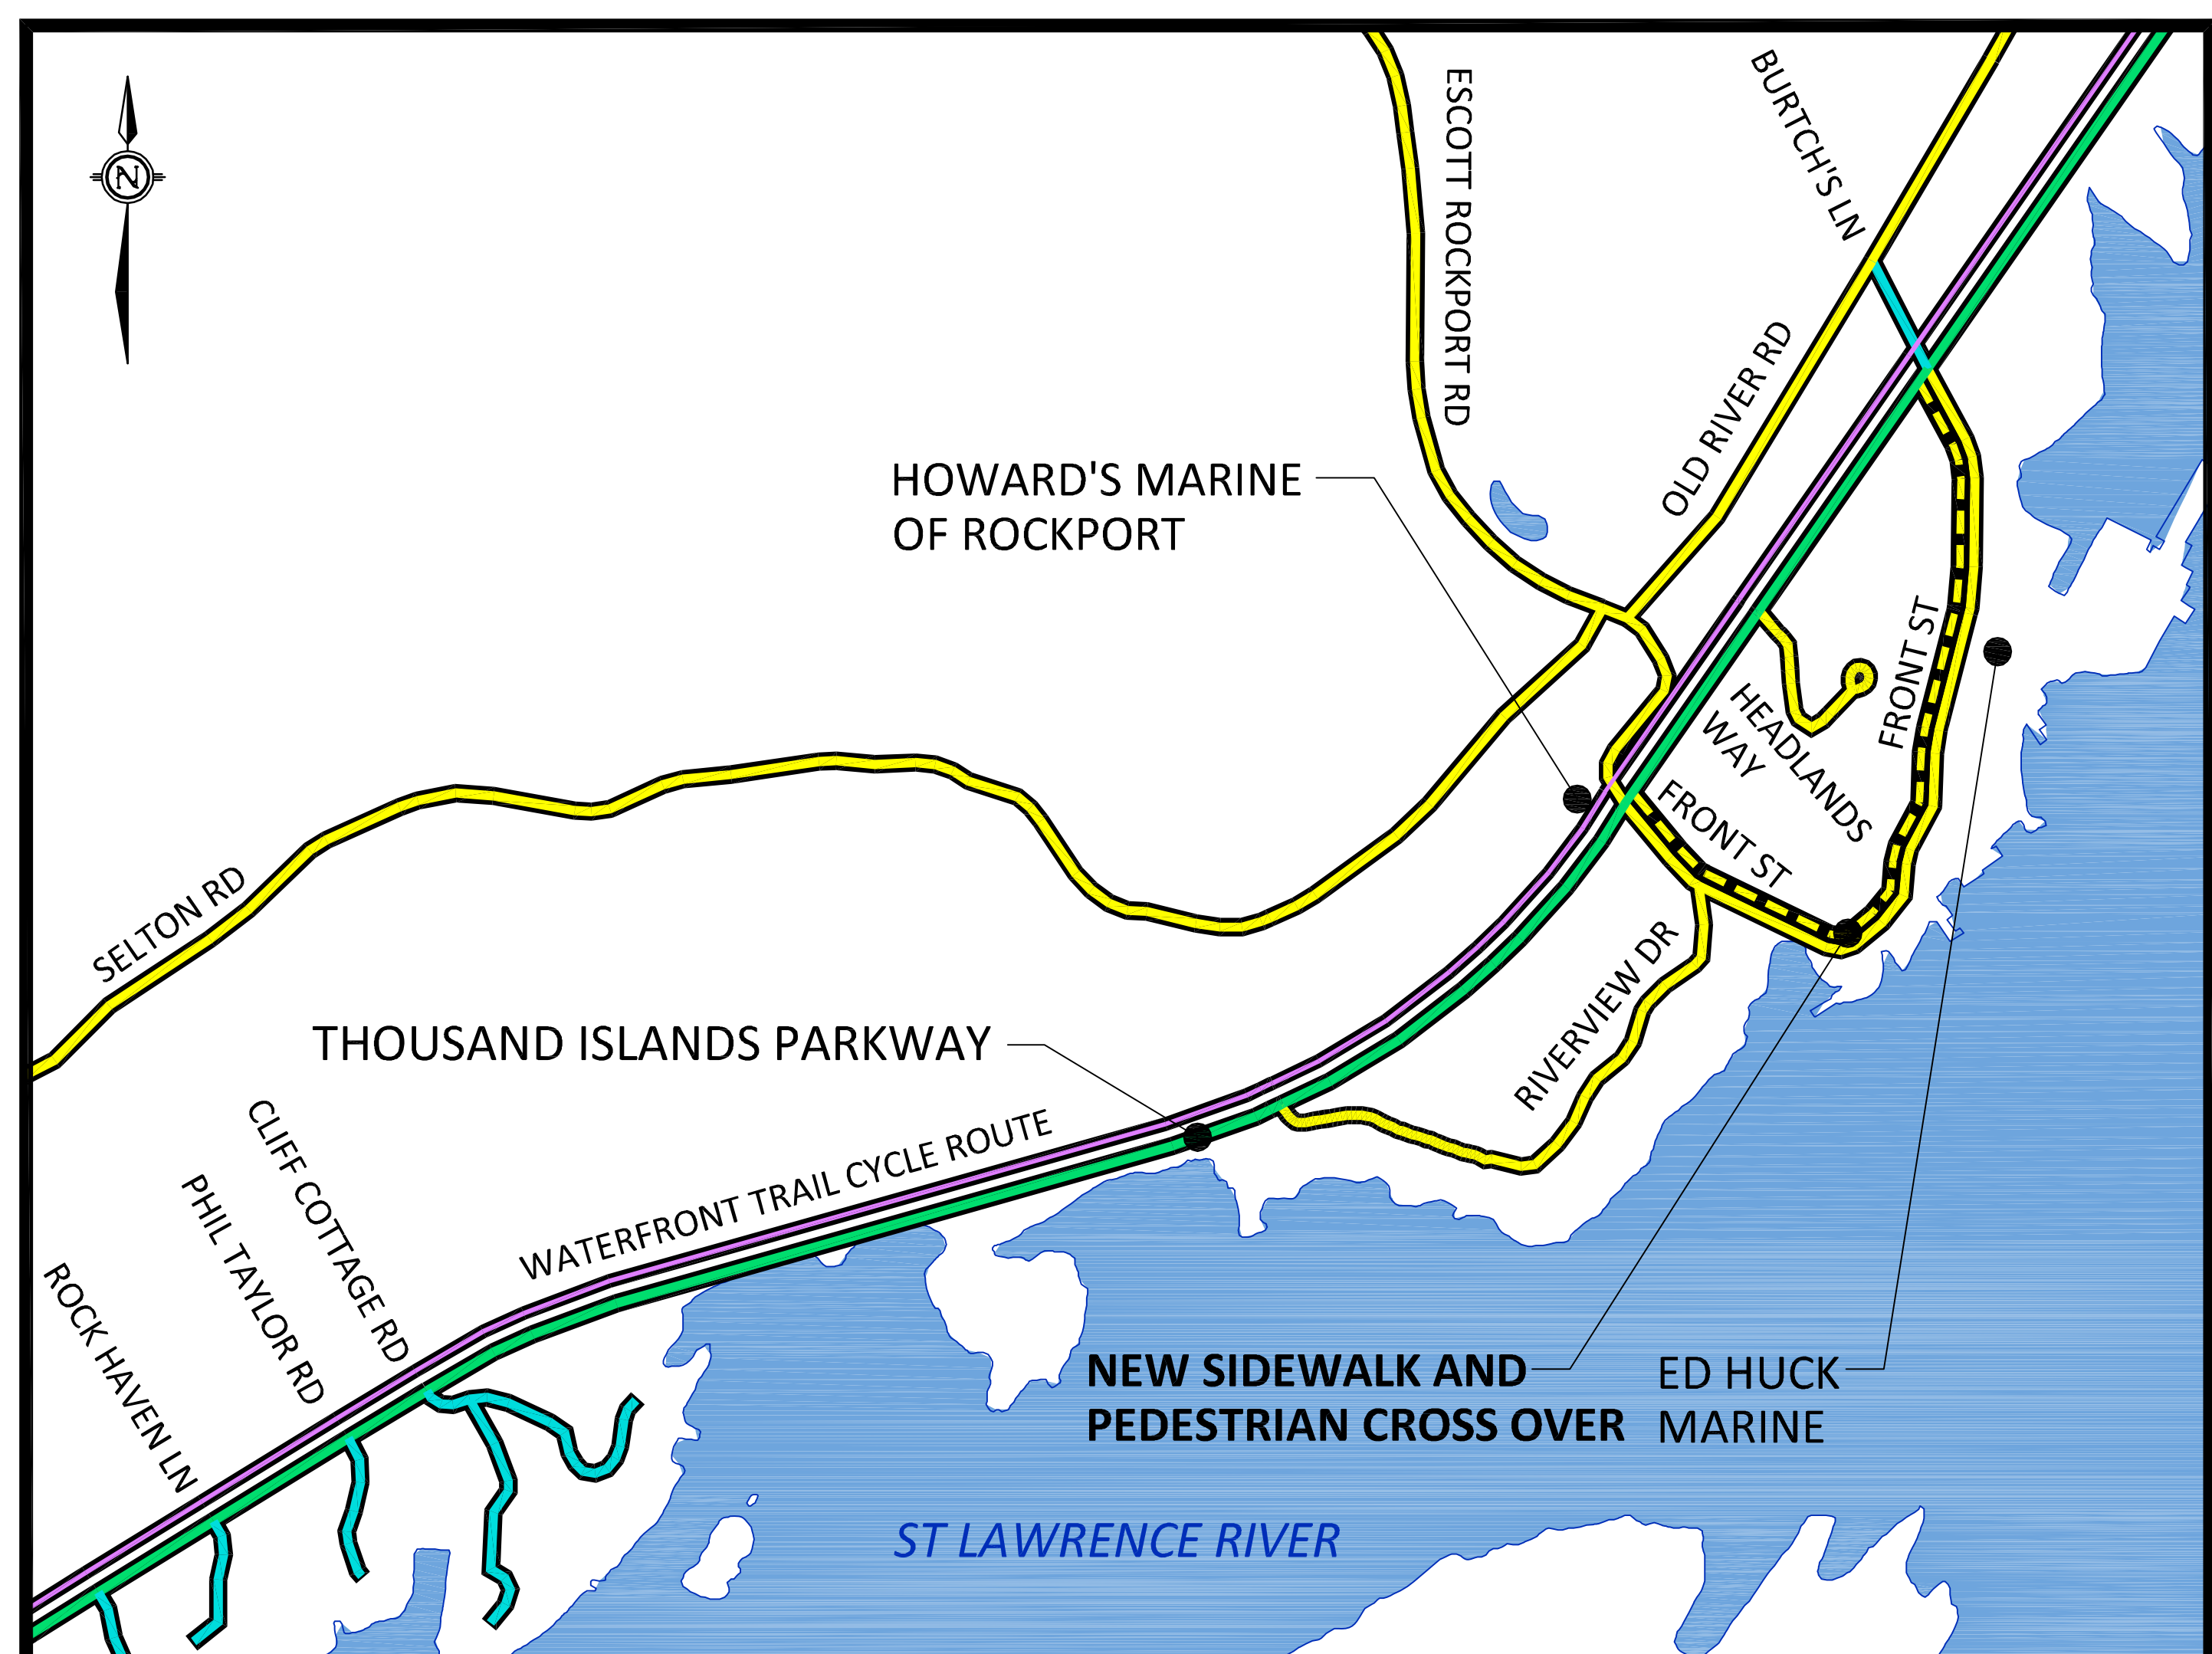 N
ESCOTT ROCKPORT RD
BURTCH'S LN
OLD RIVER RD
HOWARD'S MARINE
OF ROCKPORT
FRONT ST
HEADLANDS
WAY
FRONT ST
SELTON RD
RIVERVIEW DR
THOUSAND ISLANDS PARKWAY
WATERFRONT TRAIL CYCLE ROUTE
CLIFF COTTAGE RD
PHIL TAYLOR RD
ROCK HAVEN LN
NEW SIDEWALK AND
PEDESTRIAN CROSS OVER
ED HUCK
MARINE
ST LAWRENCE RIVER